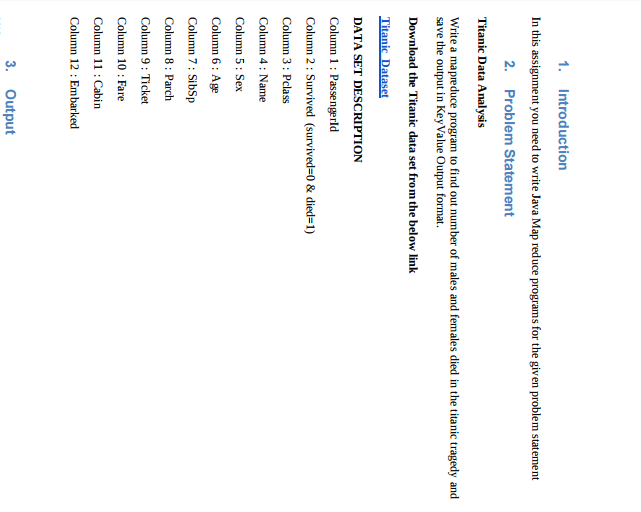 1. Introduction
In this assignment you need to write Java Map reduce programs for the given problem statement
2. Problem Statement
Titanic Data Analysis
Write a mapreduce program to find out number of males and females died in the titanic tragedy and
save the output in KeyValue Output format.
Download the Titanic data set from the below link
Titanic Dataset
DATA SET DESCRIPTION
Column 1 : PassengerId
Column 2 : Survived (survived=0 & died=1)
Column 3 : Pclass
Column 4 : Name
Column 5 : Sex
Column 6 : Age
Column 7 : SibSp
Column 8 : Parch
Column 9 : Ticket
Column 10 : Fare
Column 11 : Cabin
Column 12 : Embarked
3. Output